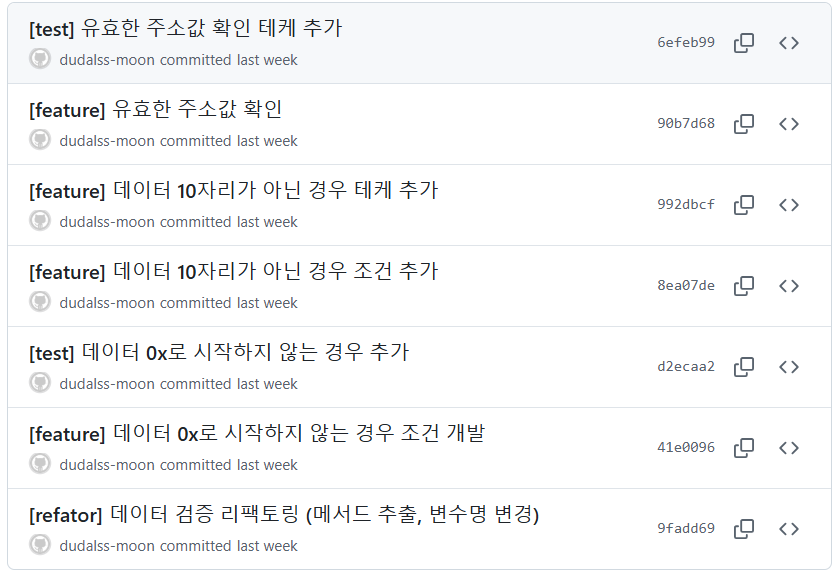 [test] 유효한 주소값 확인 테케 추가
6efeb99
dudalss-moon committed last week
[feature] 유효한 주소값 확인
90b7d68
dudalss-moon committed last week
[feature] 데이터 10자리가 아닌 경우 테케 추가
992dbcf
dudalss-moon committed last week
[feature] 데이터 10자리가 아닌 경우 조건 추가
8ea07de
dudalss-moon committed last week
[test] 데이터 0x로 시작하지 않는 경우 추가
d2ecaa2
dudalss-moon committed last week
[feature] 데이터 0x로 시작하지 않는 경우 조건 개발
41e0096
dudalss-moon committed last week
[refator] 데이터 검증 리팩토링 (메서드 추출, 변수명 변경)
9fadd69
dudalss-moon committed last week